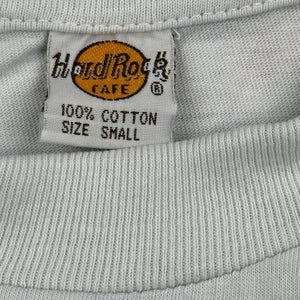 Hard Rock
CAFE ®
100% COTTON
SIZE SMALL